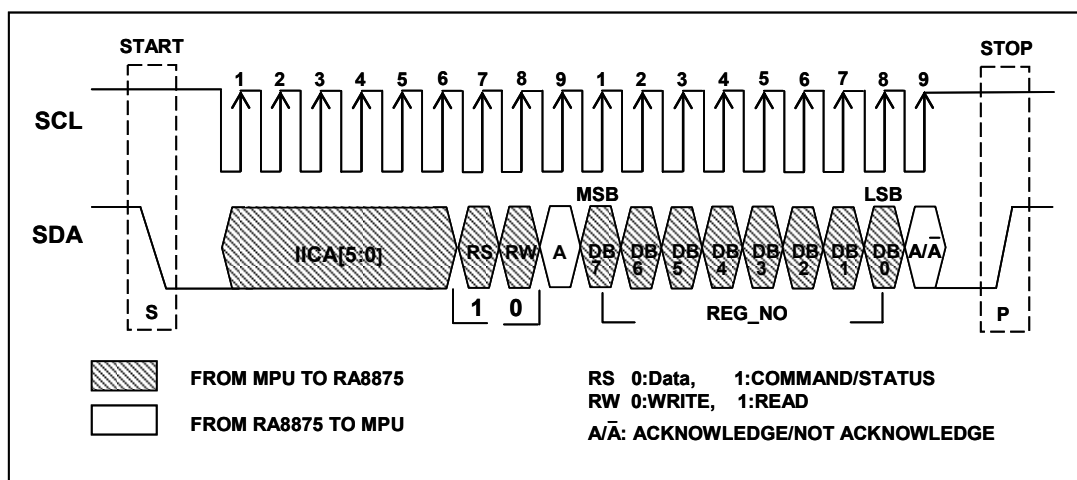 START STOP
1 2 3 4 5 6 7 8 9 1 2 3 4 5 6 7 8 9
SCL
MSB LSB
SDA
IICA[5:0] RS RW A DB 7 DB 6 DB 5 DB 4 DB 3 DB 2 DB 1 DB 0 A/A̅
S 1 0 REG_NO P
FROM MPU TO RA8875
FROM RA8875 TO MPU
RS 0:Data, 1:COMMAND/STATUS
RW 0:WRITE, 1:READ
A/A̅: ACKNOWLEDGE/NOT ACKNOWLEDGE